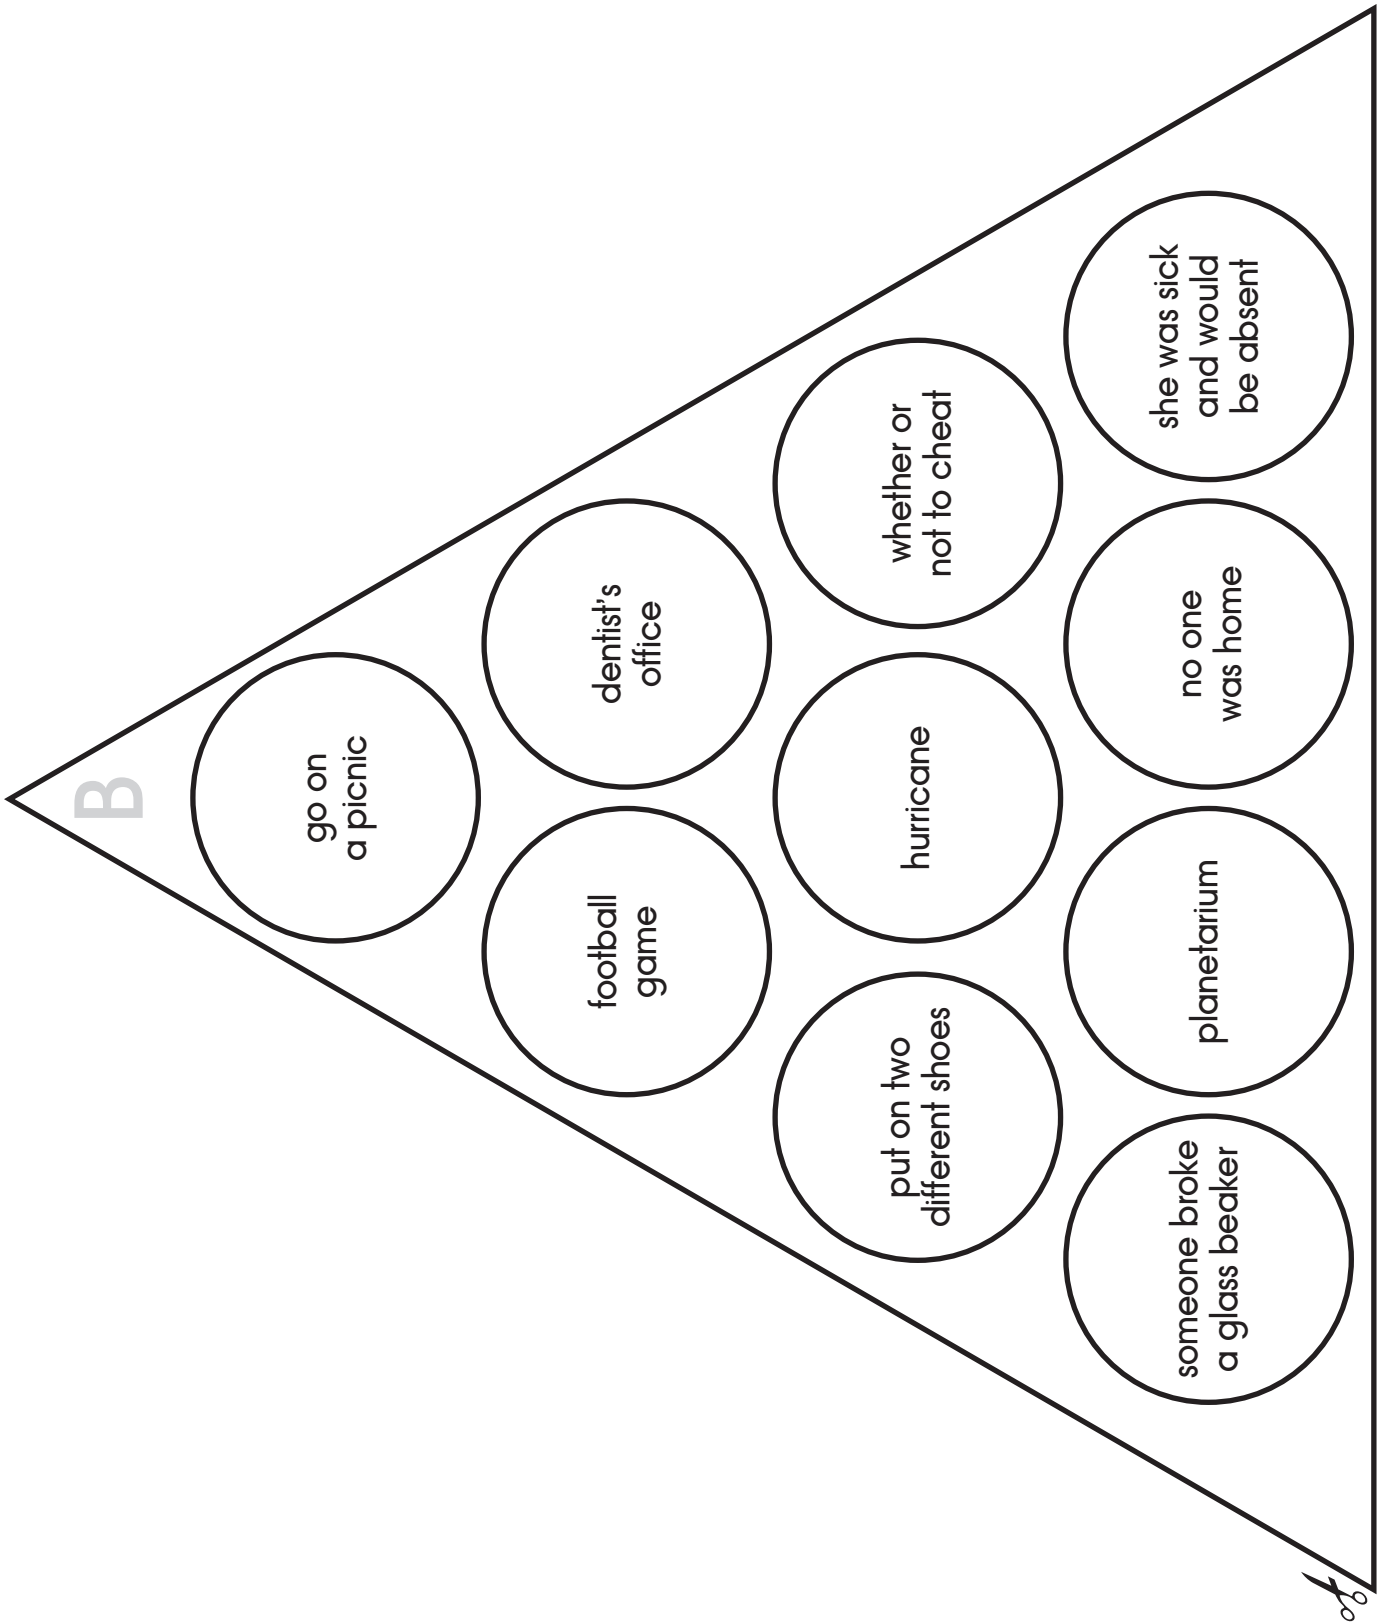 B
go on
a picnic
football
game
dentist's
office
put on two
different shoes
hurricane
whether or
not to cheat
someone broke
a glass beaker
planetarium
no one
was home
she was sick
and would
be absent